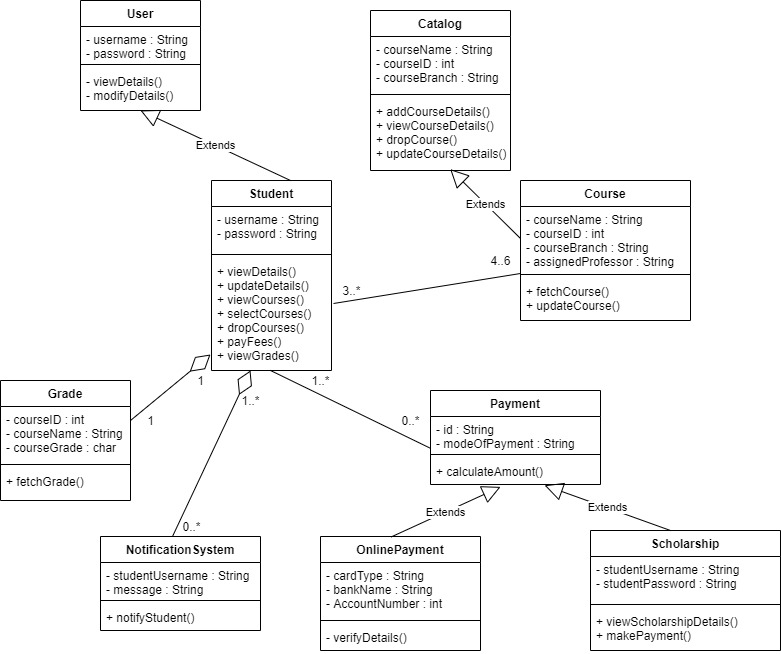 User
- username : String
- password : String
- viewDetails()
- modifyDetails()
Extends
Catalog
- courseName : String
- courseID : int
- courseBranch : String
+ addCourseDetails()
+ viewCourseDetails()
+ dropCourse()
+ updateCourseDetails()
Extends
Student
- username : String
- password : String
+ viewDetails()
+ updateDetails()
+ viewCourses()
+ selectCourses()
+ dropCourses()
+ payFees()
+ viewGrades()
Course
- courseName : String
- courseID : int
- courseBranch : String
- assignedProfessor : String
+ fetchCourse()
+ updateCourse()
4..6
3..*
1
1
1..*
0..*
1..*
0..*
Grade
- courseID : int
- courseName : String
- courseGrade : char
+ fetchGrade()
Payment
- id : String
- modeOfPayment : String
+ calculateAmount()
Extends
Extends
NotificationSystem
- studentUsername : String
- message : String
+ notifyStudent()
OnlinePayment
- cardType : String
- bankName : String
- AccountNumber : int
- verifyDetails()
Scholarship
- studentUsername : String
- studentPassword : String
+ viewScholarshipDetails()
+ makePayment()